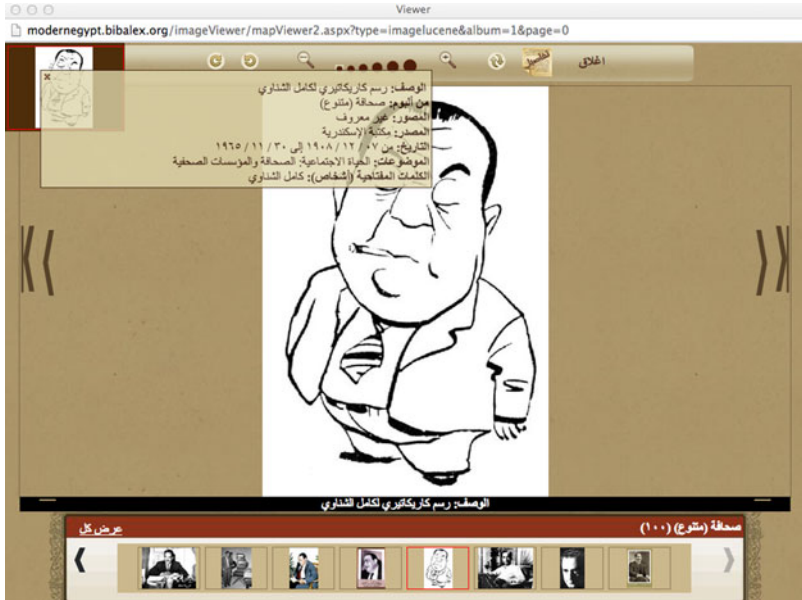 Viewer
modernegypt.bibalex.org/imageViewer/mapViewer2.aspx?type=imagelucene&album=1&page=0
اغلاق
x
الوصف: رسم كاريكاتيري لكامل الشناوي
من ألبوم: صحافة (متنوع)
المصور: غير معروف
المصدر: مكتبة الإسكندرية
التاريخ: من ٠٧ / ١٢ / ١٩٠٨ إلى ٣٠ / ١١ / ١٩٦٥
الموضوعات: الحياة الاجتماعية: الصحافة والمؤسسات الصحفية
الكلمات المفتاحية (أشخاص): كامل الشناوي
الوصف: رسم كاريكاتيري لكامل الشناوي
صحافة (متنوع) (١٠٠)
عرض كل